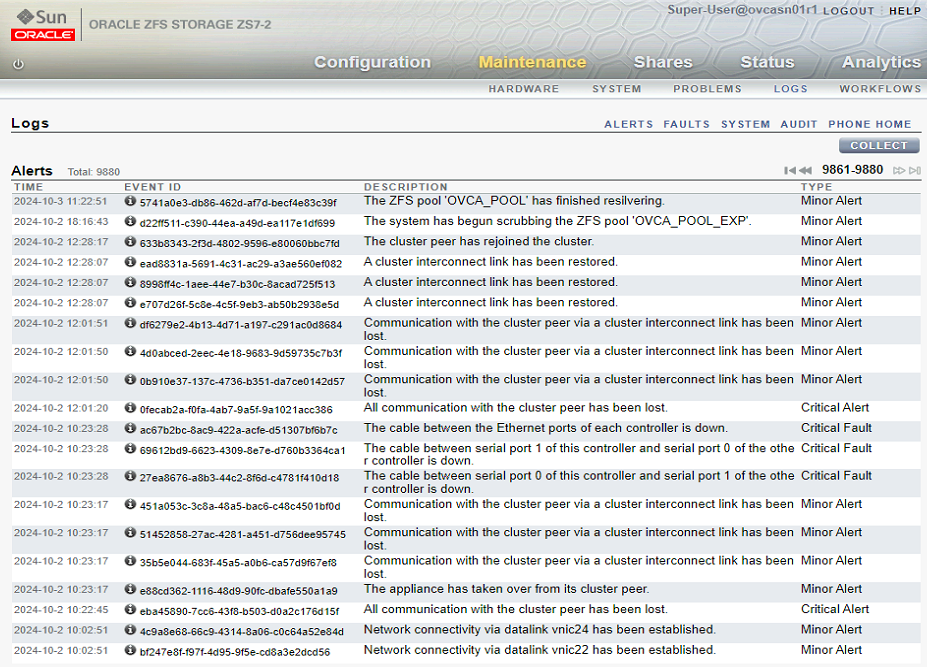 Sun
ORACLE
ORACLE ZFS STORAGE ZS7-2
Super-User@ovcasn01r1 LOGOUT HELP
Configuration Maintenance Shares Status Analytics
HARDWARE SYSTEM PROBLEMS LOGS WORKFLOWS
Logs
ALERTS FAULTS SYSTEM AUDIT PHONE HOME
COLLECT
Alerts Total: 9880 9861-9880
TIME EVENT ID DESCRIPTION TYPE
2024-10-3 11:22:51 5741a0e3-db86-462d-af7d-becf4e83c39f The ZFS pool 'OVCA_POOL' has finished resilvering. Minor Alert
2024-10-2 18:16:43 d22ff511-c390-44ea-a49d-ea117e1df699 The system has begun scrubbing the ZFS pool 'OVCA_POOL_EXP'. Minor Alert
2024-10-2 12:28:17 633b8343-2f3d-4802-9596-e80060bbc7fd The cluster peer has rejoined the cluster. Minor Alert
2024-10-2 12:28:07 ead8831a-5691-4c31-ac29-a3ae560ef082 A cluster interconnect link has been restored. Minor Alert
2024-10-2 12:28:07 8998ff4c-1aee-44e7-b30c-8acad725f513 A cluster interconnect link has been restored. Minor Alert
2024-10-2 12:28:07 e707d26f-5c8e-4c5f-9eb3-ab50b2938e5d A cluster interconnect link has been restored. Minor Alert
2024-10-2 12:01:51 df6279e2-4b13-4d71-a197-c291ac0d8684 Communication with the cluster peer via a cluster interconnect link has been Minor Alert
lost.
2024-10-2 12:01:50 4d0abced-2eec-4e18-9683-9d59735c7b3f Communication with the cluster peer via a cluster interconnect link has been Minor Alert
lost.
2024-10-2 12:01:50 0b910e37-137c-4736-b351-da7ce0142d57 Communication with the cluster peer via a cluster interconnect link has been Minor Alert
lost.
2024-10-2 12:01:20 0fecab2a-f0fa-4ab7-9a5f-9a1021acc386 All communication with the cluster peer has been lost. Critical Alert
2024-10-2 10:23:28 ac67b2bc-8ac9-422a-acfe-d51307bf6b7c The cable between the Ethernet ports of each controller is down. Critical Fault
2024-10-2 10:23:28 69612bd9-6623-4309-8e7e-d760b3364ca1 The cable between serial port 1 of this controller and serial port 0 of the othe Critical Fault
r controller is down.
2024-10-2 10:23:28 27ea8676-a8b3-44c2-8f6d-c4781f410d18 The cable between serial port 0 of this controller and serial port 1 of the othe Critical Fault
r controller is down.
2024-10-2 10:23:17 451a053c-3c8a-48a5-bac6-c48c4501bf0d Communication with the cluster peer via a cluster interconnect link has been Minor Alert
lost.
2024-10-2 10:23:17 51452858-27ac-4281-a451-d756dee95745 Communication with the cluster peer via a cluster interconnect link has been Minor Alert
lost.
2024-10-2 10:23:17 35b5e044-683f-45a5-a0b6-ca57d9f67ef8 Communication with the cluster peer via a cluster interconnect link has been Minor Alert
lost.
2024-10-2 10:23:17 e88cd362-1116-48d9-90fc-dbafe550a1a9 The appliance has taken over from its cluster peer. Minor Alert
2024-10-2 10:22:45 eba45890-7cc6-43f8-b503-d0a2c176d15f All communication with the cluster peer has been lost. Critical Alert
2024-10-2 10:02:51 4c9a8e68-66c9-4314-8a06-c0c64a52e84d Network connectivity via datalink vnic24 has been established. Minor Alert
2024-10-2 10:02:51 bf247e8f-f97f-4d95-9f5e-cd8a3e2dcd56 Network connectivity via datalink vnic22 has been established. Minor Alert